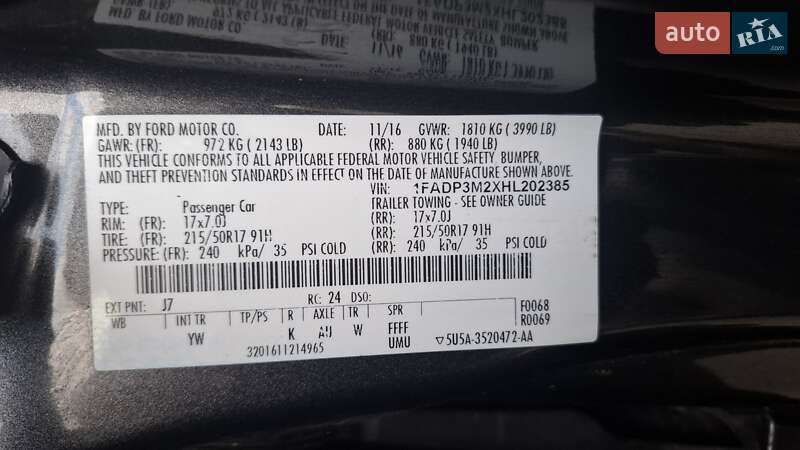 auto RIA .com
MFD. BY FORD MOTOR CO. DATE: 11/16 GVWR: 1810 KG ( 3990 LB)
GAWR: (FR): 972 KG ( 2143 LB) (RR): 880 KG ( 1940 LB)
THIS VEHICLE CONFORMS TO ALL APPLICABLE FEDERAL MOTOR VEHICLE SAFETY, BUMPER,
AND THEFT PREVENTION STANDARDS IN EFFECT ON THE DATE OF MANUFACTURE SHOWN ABOVE.
VIN: 1FADP3M2XHL202385
TYPE: Passenger Car TRAILER TOWING - SEE OWNER GUIDE
RIM: (FR): 17x7.0J (RR): 17x7.0J
TIRE: (FR): 215/50R17 91H (RR): 215/50R17 91H
PRESSURE: (FR): 240 kPa/ 35 PSI COLD (RR): 240 kPa/ 35 PSI COLD
EXT PNT: J7 RC: 24 DSO: F0068
WB INT TR TP/PS R AXLE TR SPR R0069
YW K AU W FFFF
3201611214965 UMU ▽5U5A-3520472-AA